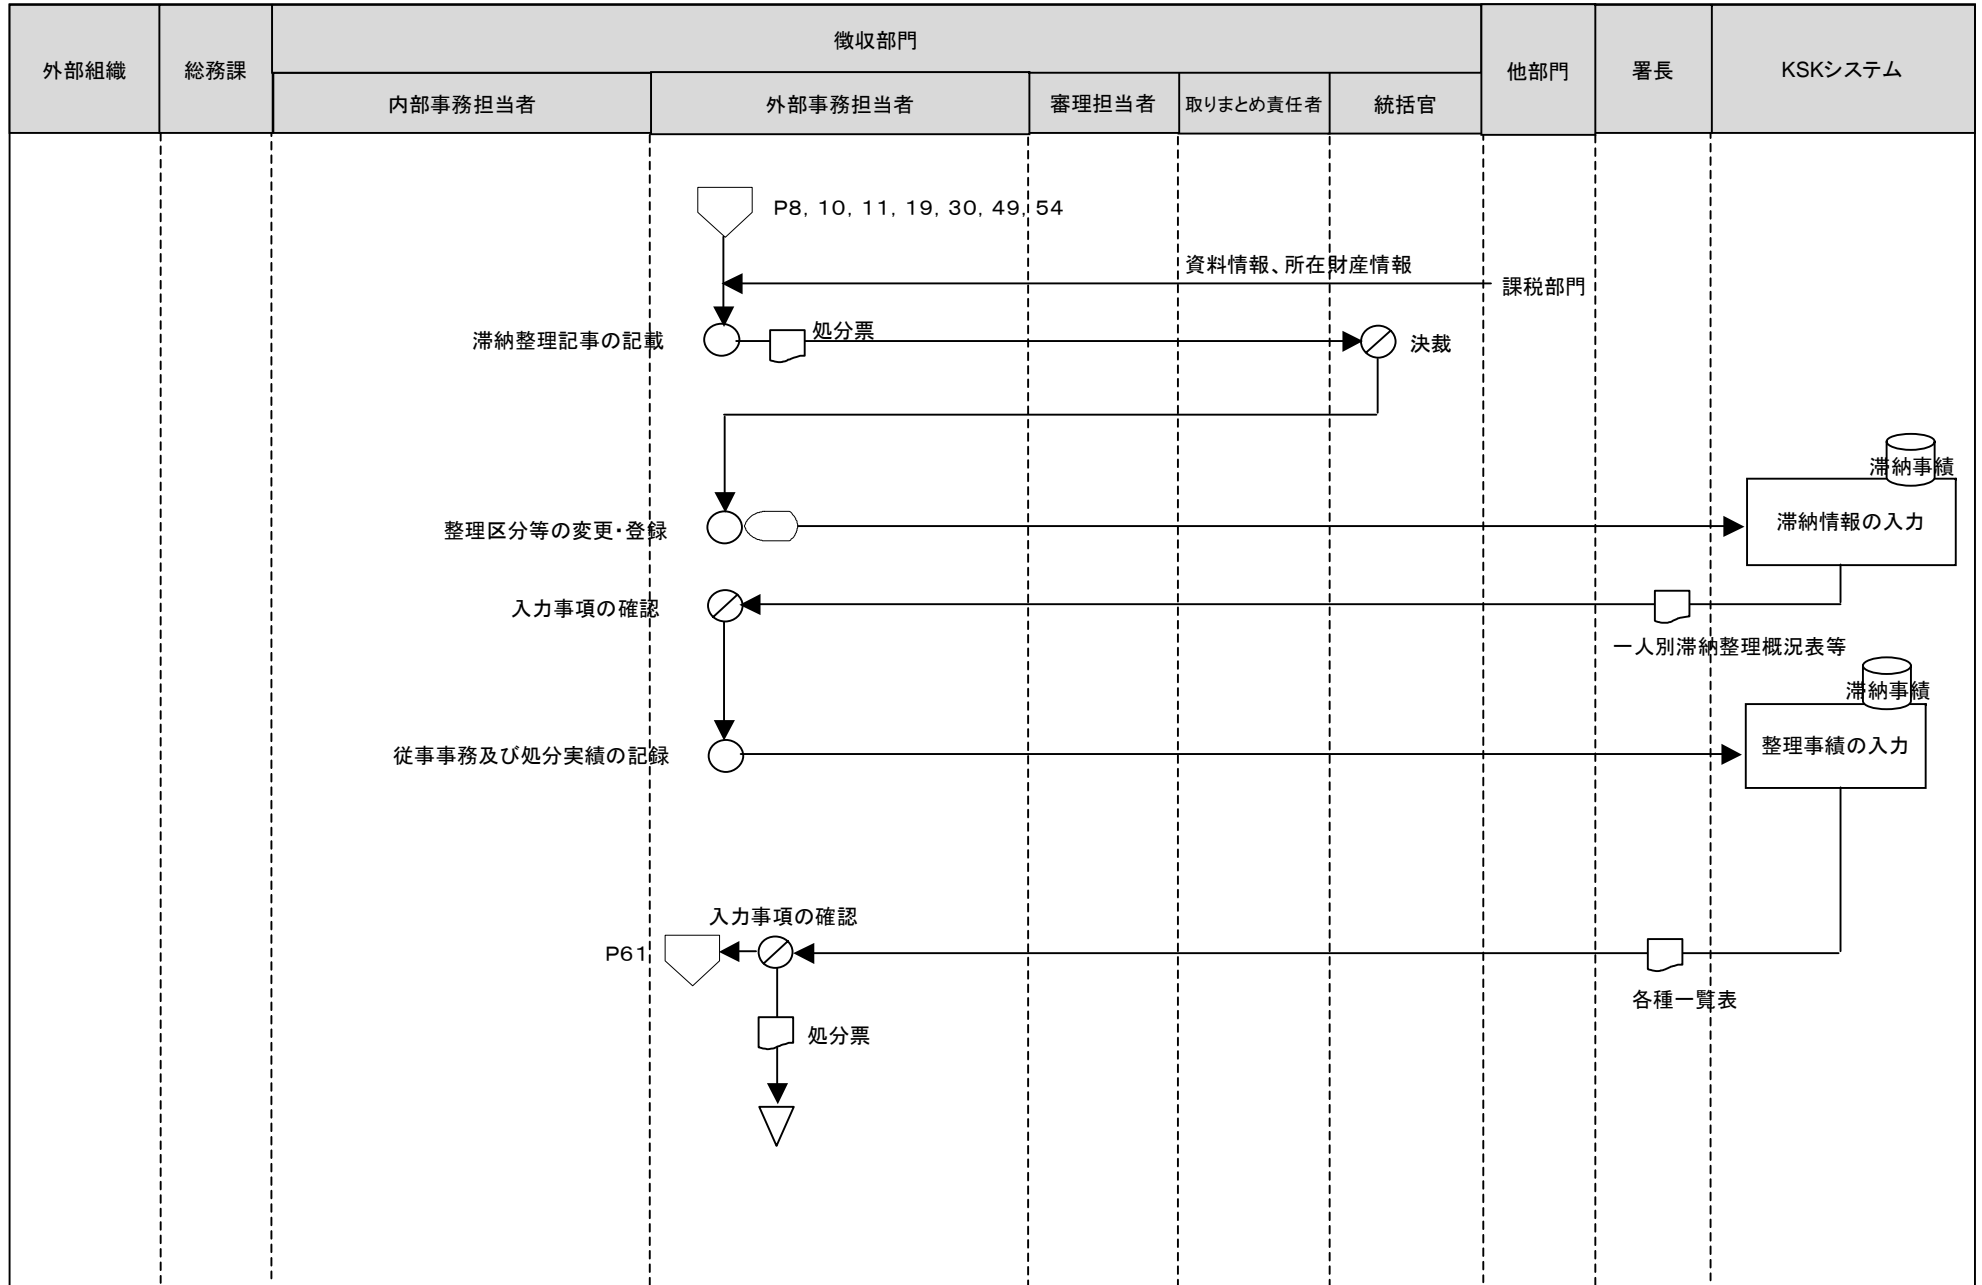 徴収部門
外部組織
総務課
他部門
署長
KSKシステム
内部事務担当者
外部事務担当者
審理担当者
取りまとめ責任者
統括官
P8, 10, 11, 19, 30, 49, 54
資料情報、所在財産情報
課税部門
滞納整理記事の記載
処分票
決裁
滞納事績
整理区分等の変更・登録
滞納情報の入力
入力事項の確認
一人別滞納整理概況表等
滞納事績
従事事務及び処分実績の記録
整理事績の入力
入力事項の確認
P61
各種一覧表
処分票